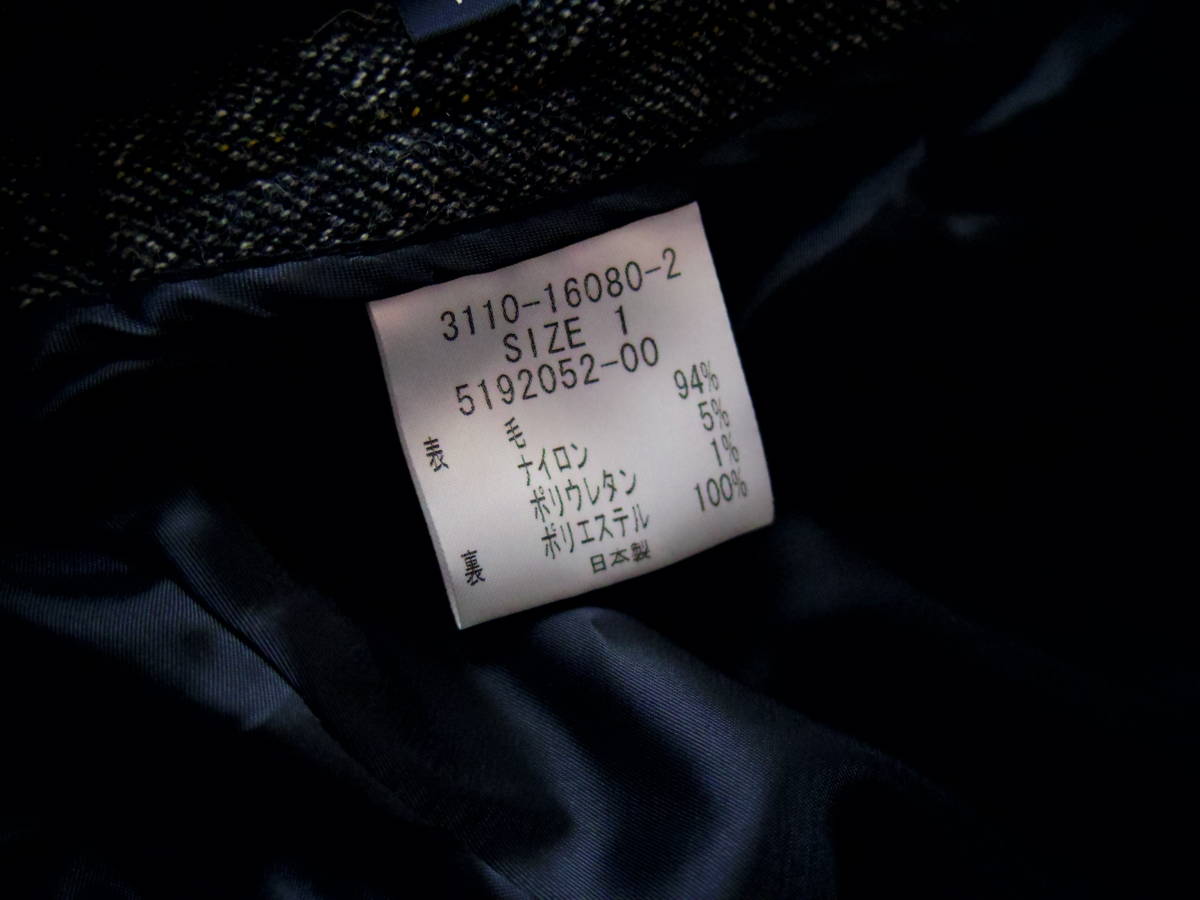 3110-16080-2
SIZE 1
5192052-00
表 毛 94%
ナイロン 5%
ポリウレタン 1%
裏 ポリエステル 100%
日本製